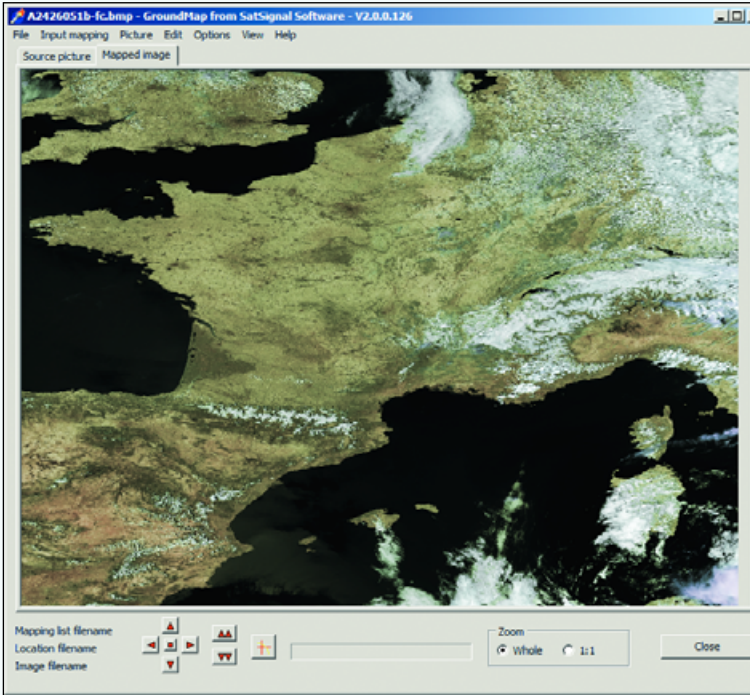 A2426051b-fc.bmp - GroundMap from SatSignal Software - V2.0.0.126
File Input mapping Picture Edit Options View Help
Source picture Mapped image
Mapping list filename
Location filename
Image filename
Zoom
Whole 1:1
Close